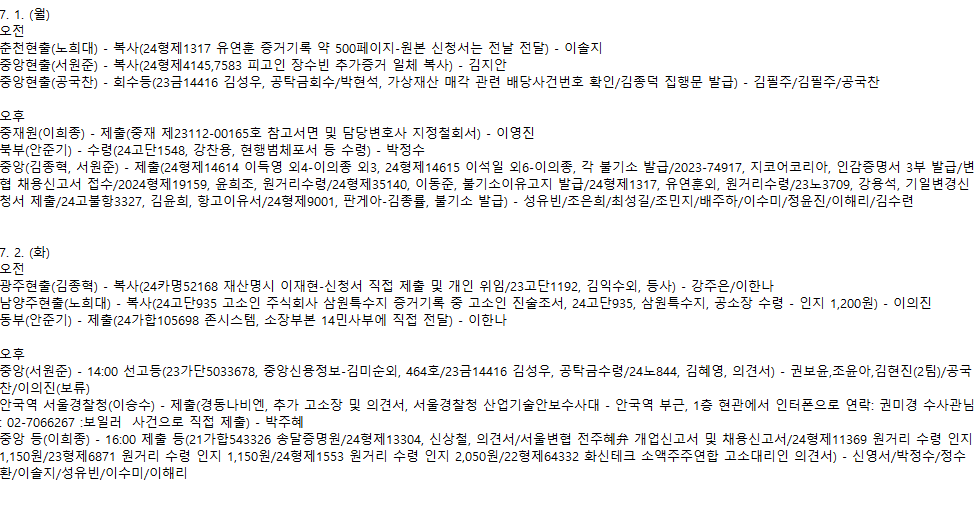 7. 1. (월)
오전
춘천현출(노희대) - 복사(24형제1317 유연훈 증거기록 약 500페이지-원본 신청서는 전날 전달) - 이솔지
중앙현출(서원준) - 복사(24형제4145,7583 피고인 장수빈 추가증거 일체 복사) - 김지안
중앙현출(공국찬) - 회수등(23금14416 김성우, 공탁금회수/박현석, 가상재산 매각 관련 배당사건번호 확인/김종덕 집행문 발급) - 김필주/김필주/공국찬
오후
중재원(이희종) - 제출(중재 제23112-00165호 참고서면 및 담당변호사 지정철회서) - 이영진
북부(안준기) - 수령(24고단1548, 강찬용, 현행범체포서 등 수령) - 박정수
중앙(김종혁, 서원준) - 제출(24형제14614 이득영 외4-이의종 외3, 24형제14615 이석일 외6-이의종, 각 불기소 발급/2023-74917, 지코어코리아, 인감증명서 3부 발급/변
협 채용신고서 접수/2024형제19159, 윤희조, 원거리수령/24형제35140, 이동준, 불기소이유고지 발급/24형제1317, 유연훈외, 원거리수령/23노3709, 강용석, 기일변경신
청서 제출/24고불항3327, 김윤희, 항고이유서/24형제9001, 판게아-김종률, 불기소 발급) - 성유빈/조은희/최성길/조민지/배주하/이수미/정윤진/이해리/김수련
7. 2. (화)
오전
광주현출(김종혁) - 복사(24카명52168 재산명시 이재현-신청서 직접 제출 및 개인 위임/23고단1192, 김익수외, 등사) - 강주은/이한나
남양주현출(노희대) - 복사(24고단935 고소인 주식회사 삼원특수지 증거기록 중 고소인 진술조서, 24고단935, 삼원특수지, 공소장 수령 - 인지 1,200원) - 이의진
동부(안준기) - 제출(24가합105698 존시스템, 소장부본 14민사부에 직접 전달) - 이한나
오후
중앙(서원준) - 14:00 선고등(23가단5033678, 중앙신용정보-김미순외, 464호/23금14416 김성우, 공탁금수령/24노844, 김혜영, 의견서) - 권보윤,조윤아,김현진(2팀)/공국
찬/이의진(보류)
안국역 서울경찰청(이승수) - 제출(경동나비엔, 추가 고소장 및 의견서, 서울경찰청 산업기술안보수사대 - 안국역 부근, 1층 현관에서 인터폰으로 연락: 권미경 수사관님
: 02-7066267 :보일러  사건으로 직접 제출) - 박주혜
중앙 등(이희종) - 16:00 제출 등(21가합543326 송달증명원/24형제13304, 신상철, 의견서/서울변협 전주혜弁 개업신고서 및 채용신고서/24형제11369 원거리 수령 인지
1,150원/23형제6871 원거리 수령 인지 1,150원/24형제1553 원거리 수령 인지 2,050원/22형제64332 화신테크 소액주주연합 고소대리인 의견서) - 신영서/박정수/정수
환/이솔지/성유빈/이수미/이해리